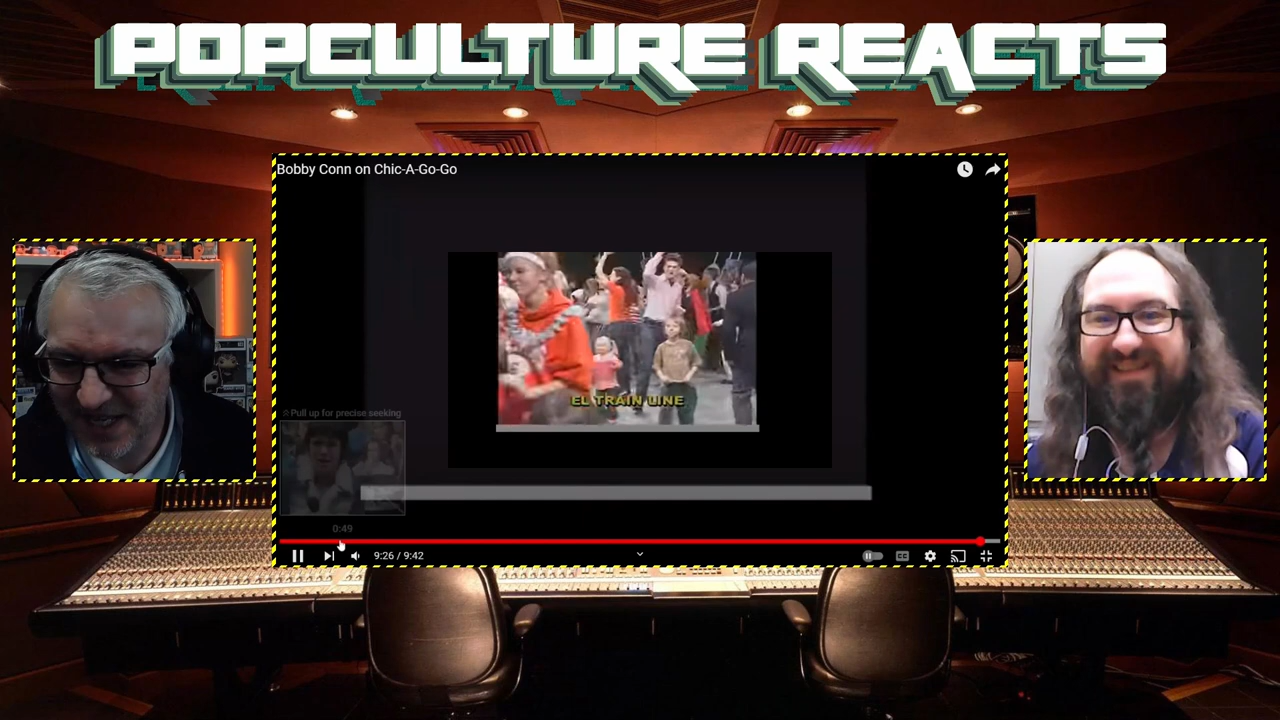 POPCULTURE REACTS
Bobby Conn on Chic-A-Go-Go
EL TRAIN LINE
Pull up for precise seeking
0:49
9:26 / 9:42
CC